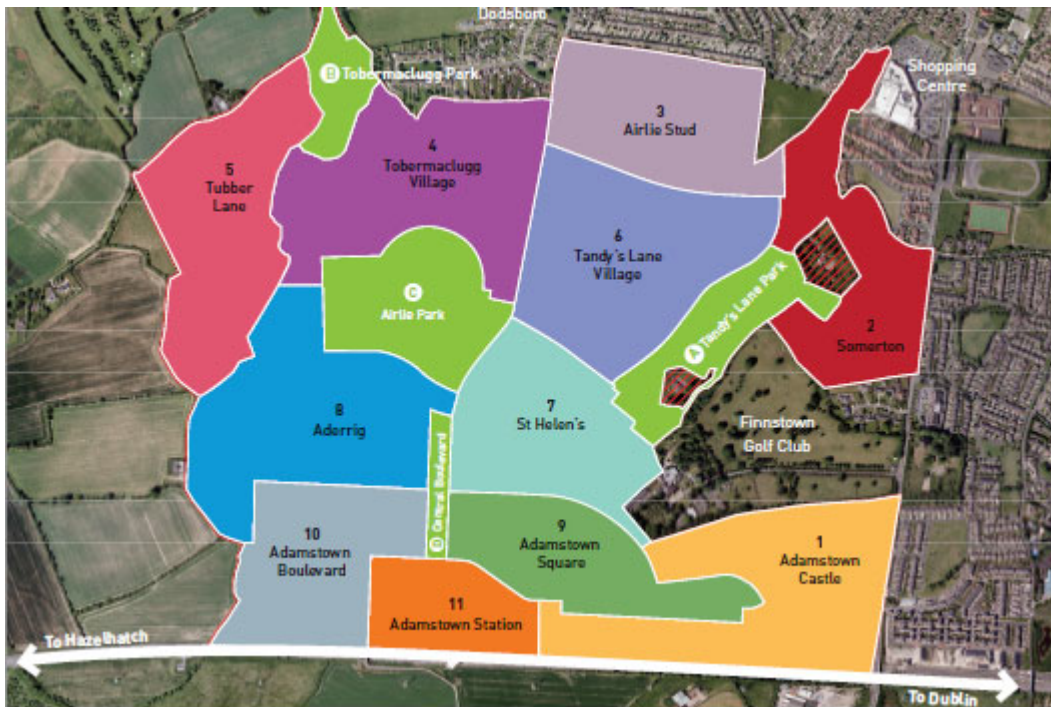 Dodsboro
B Tobermaclugg Park
Shopping
Centre
3
Airlie Stud
4
Tobermaclugg
Village
5
Tubber
Lane
6
Tandy's Lane
Village
A Tandy's Lane Park
C
Airlie Park
2
Somerton
7
St Helen's
8
Aderrig
Finnstown
Golf Club
D Central Boulevard
9
Adamstown
Square
10
Adamstown
Boulevard
1
Adamstown
Castle
11
Adamstown Station
To Hazelhatch
To Dublin